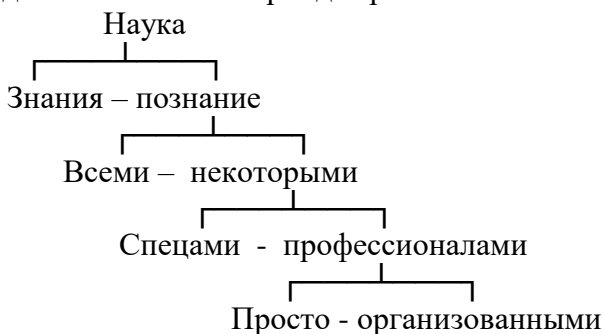 Наука
Знания – познание
Всеми – некоторыми
Спецами - профессионалами
Просто - организованными